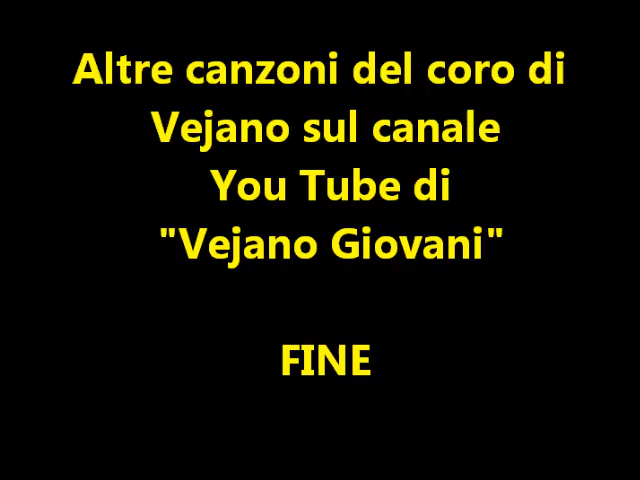 Altre canzoni del coro di
Vejano sul canale
You Tube di
"Vejano Giovani"
FINE